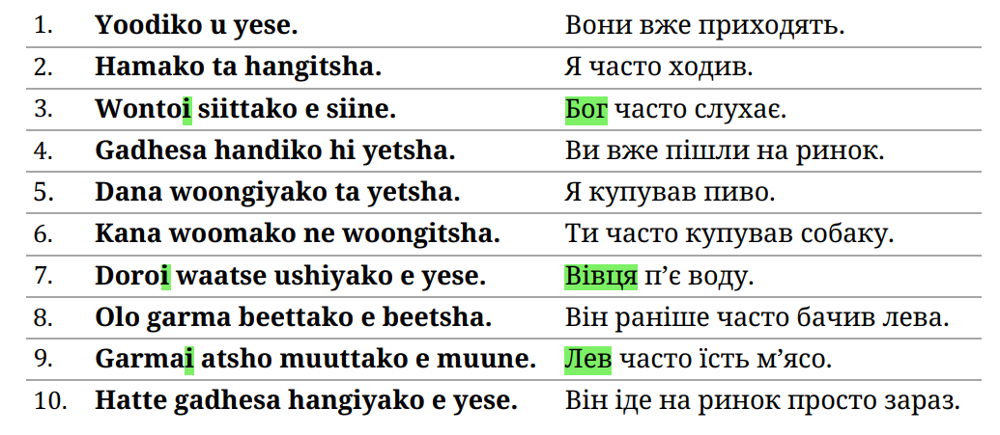 1. Yoodiko u yese. Вони вже приходять.
2. Hamako ta hangitsha. Я часто ходив.
3. Wontoi siittako e siine. Бог часто слухає.
4. Gadhesa handiko hi yetsha. Ви вже пішли на ринок.
5. Dana woongiyako ta yetsha. Я купував пиво.
6. Kana woomako ne woongitsha. Ти часто купував собаку.
7. Doroi waatse ushiyako e yese. Вівця п’є воду.
8. Olo garma beettako e beetsha. Він раніше часто бачив лева.
9. Garmai atsho muuttako e muune. Лев часто їсть м’ясо.
10. Hatte gadhesa hangiyako e yese. Він іде на ринок просто зараз.